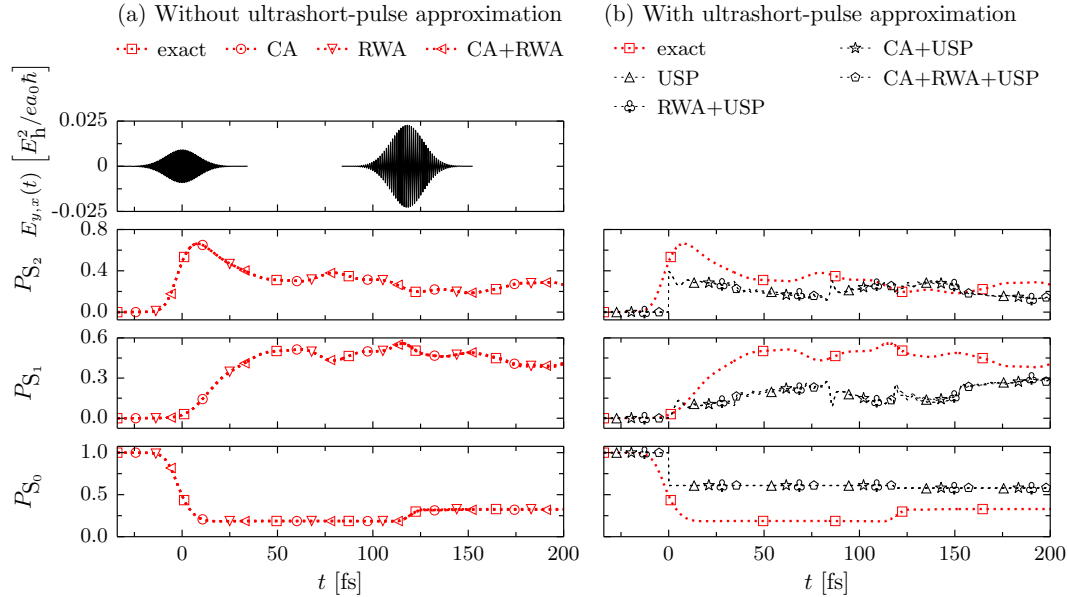 (a) Without ultrashort-pulse approximation
exact CA RWA CA+RWA
E_{y,x}(t) [E_h^2/ea_0ħ]
0.025
0
-0.025
P_{S_2}
0.8
0.4
0.0
P_{S_1}
0.6
0.3
0.0
P_{S_0}
1.0
0.5
0.0
0 50 100 150 200
t [fs]
(b) With ultrashort-pulse approximation
exact CA+USP
USP CA+RWA+USP
RWA+USP
0 50 100 150 200
t [fs]